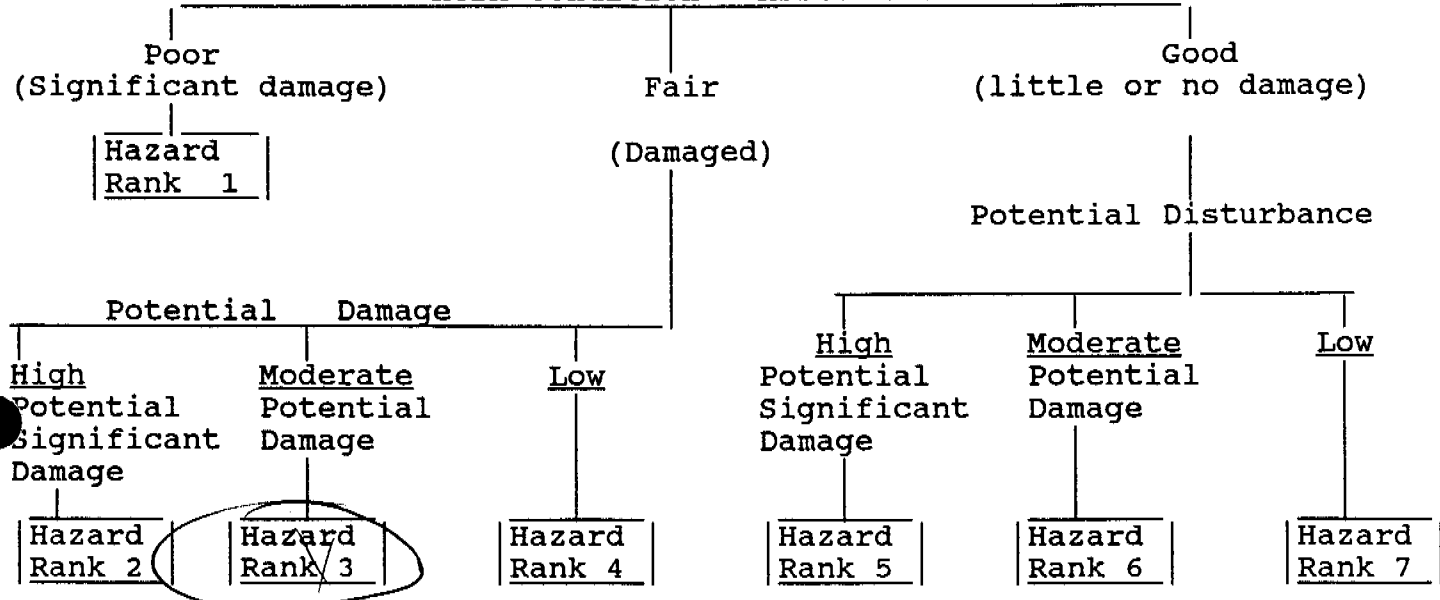 Poor
(Significant damage)
Hazard
Rank 1
Fair
(Damaged)
Good
(little or no damage)
Potential Disturbance
Potential Damage
High
Potential
Significant
Damage
Hazard
Rank 2
Moderate
Potential
Damage
Hazard
Rank 3
Low
Hazard
Rank 4
High
Potential
Significant
Damage
Hazard
Rank 5
Moderate
Potential
Damage
Hazard
Rank 6
Low
Hazard
Rank 7